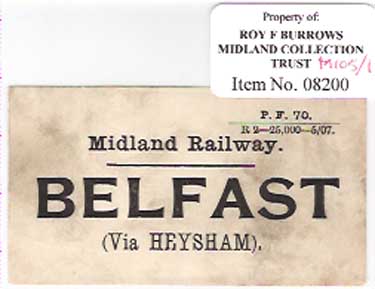 Property of:
ROY F BURROWS
MIDLAND COLLECTION
TRUST
Item No. 08200
P. F. 70.
R 2—25,000—5/07.
Midland Railway.
BELFAST
(Via HEYSHAM).